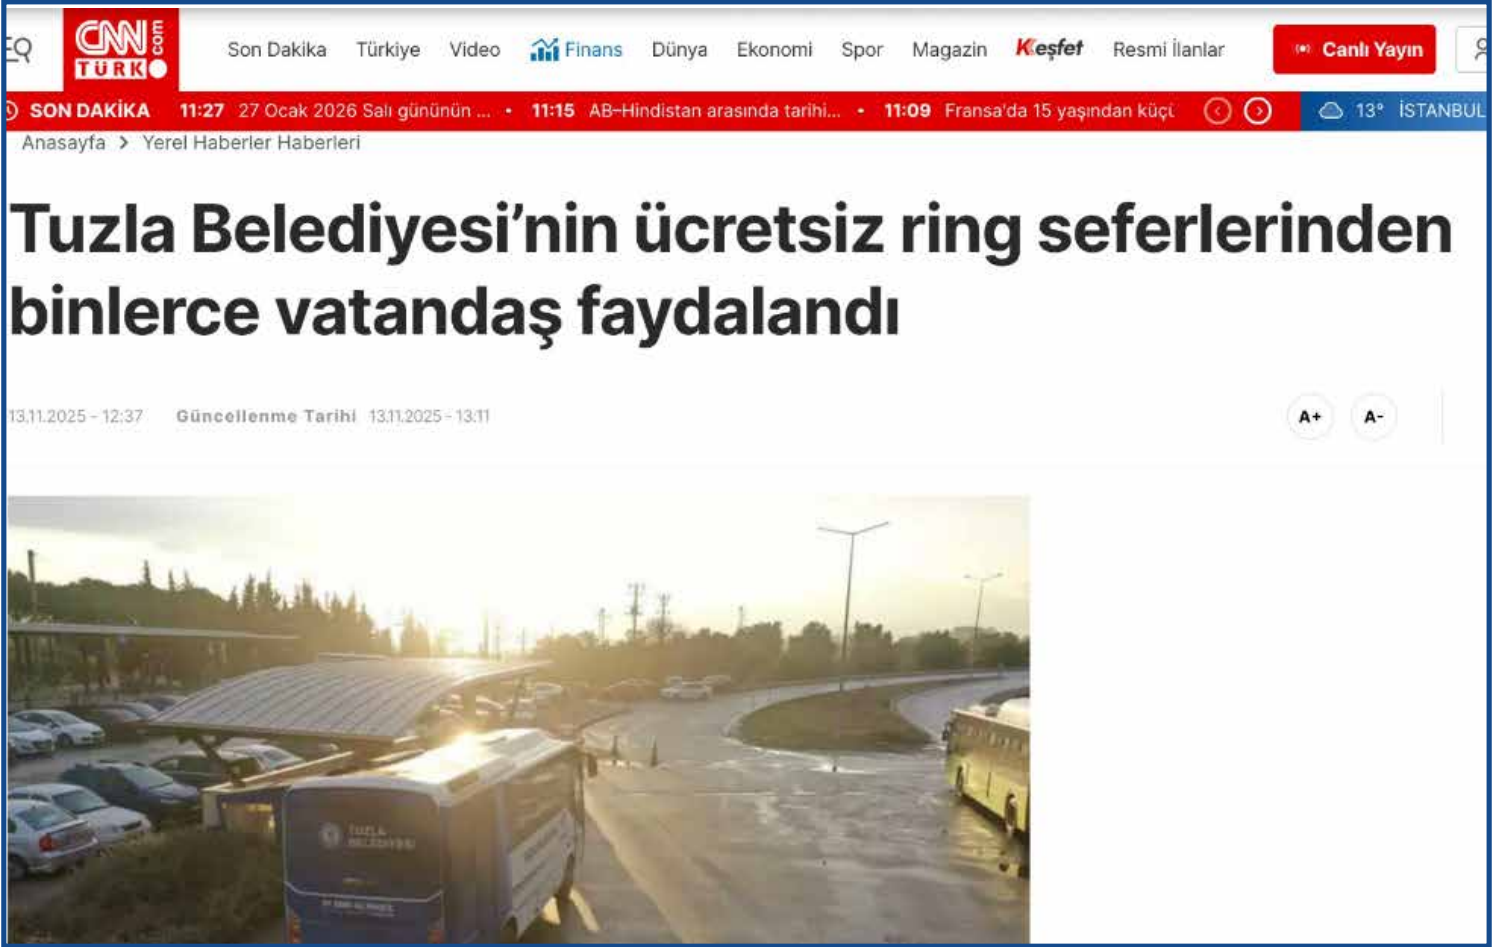 CNN
.com
TÜRK
Son Dakika Türkiye Video Finans Dünya Ekonomi Spor Magazin Keşfet Resmi İlanlar Canlı Yayın
SON DAKİKA 11:27 27 Ocak 2026 Salı gününün ... • 11:15 AB–Hindistan arasında tarihi... • 11:09 Fransa'da 15 yaşından küçü 13° İSTANBUL
Anasayfa > Yerel Haberler Haberleri
Tuzla Belediyesi’nin ücretsiz ring seferlerinden
binlerce vatandaş faydalandı
13.11.2025 - 12:37 Güncellenme Tarihi 13.11.2025 - 13:11 A+ A-
TUZLA
BELEDİYESİ